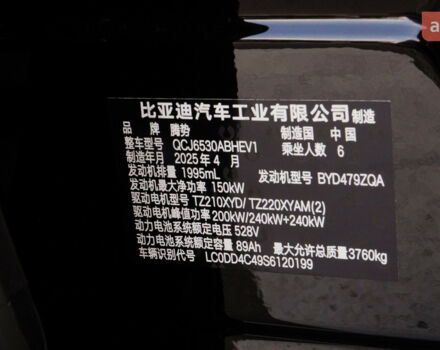 比亚迪汽车工业有限公司制造
品 牌 腾势 制造国 中国
整车型号 QCJ6530ABHEV1 乘坐人数 6
制造年月 2025年4月
发动机排量 1995mL 发动机型号 BYD479ZQA
发动机最大净功率 150kW
驱动电机型号 TZ210XYD/ TZ220XYAM(2)
驱动电机峰值功率 200kW/240kW+240kW
动力电池系统额定电压 528V
动力电池系统额定容量 89Ah 最大允许总质量3760kg
车辆识别代号 LC0DD4C49S6120199